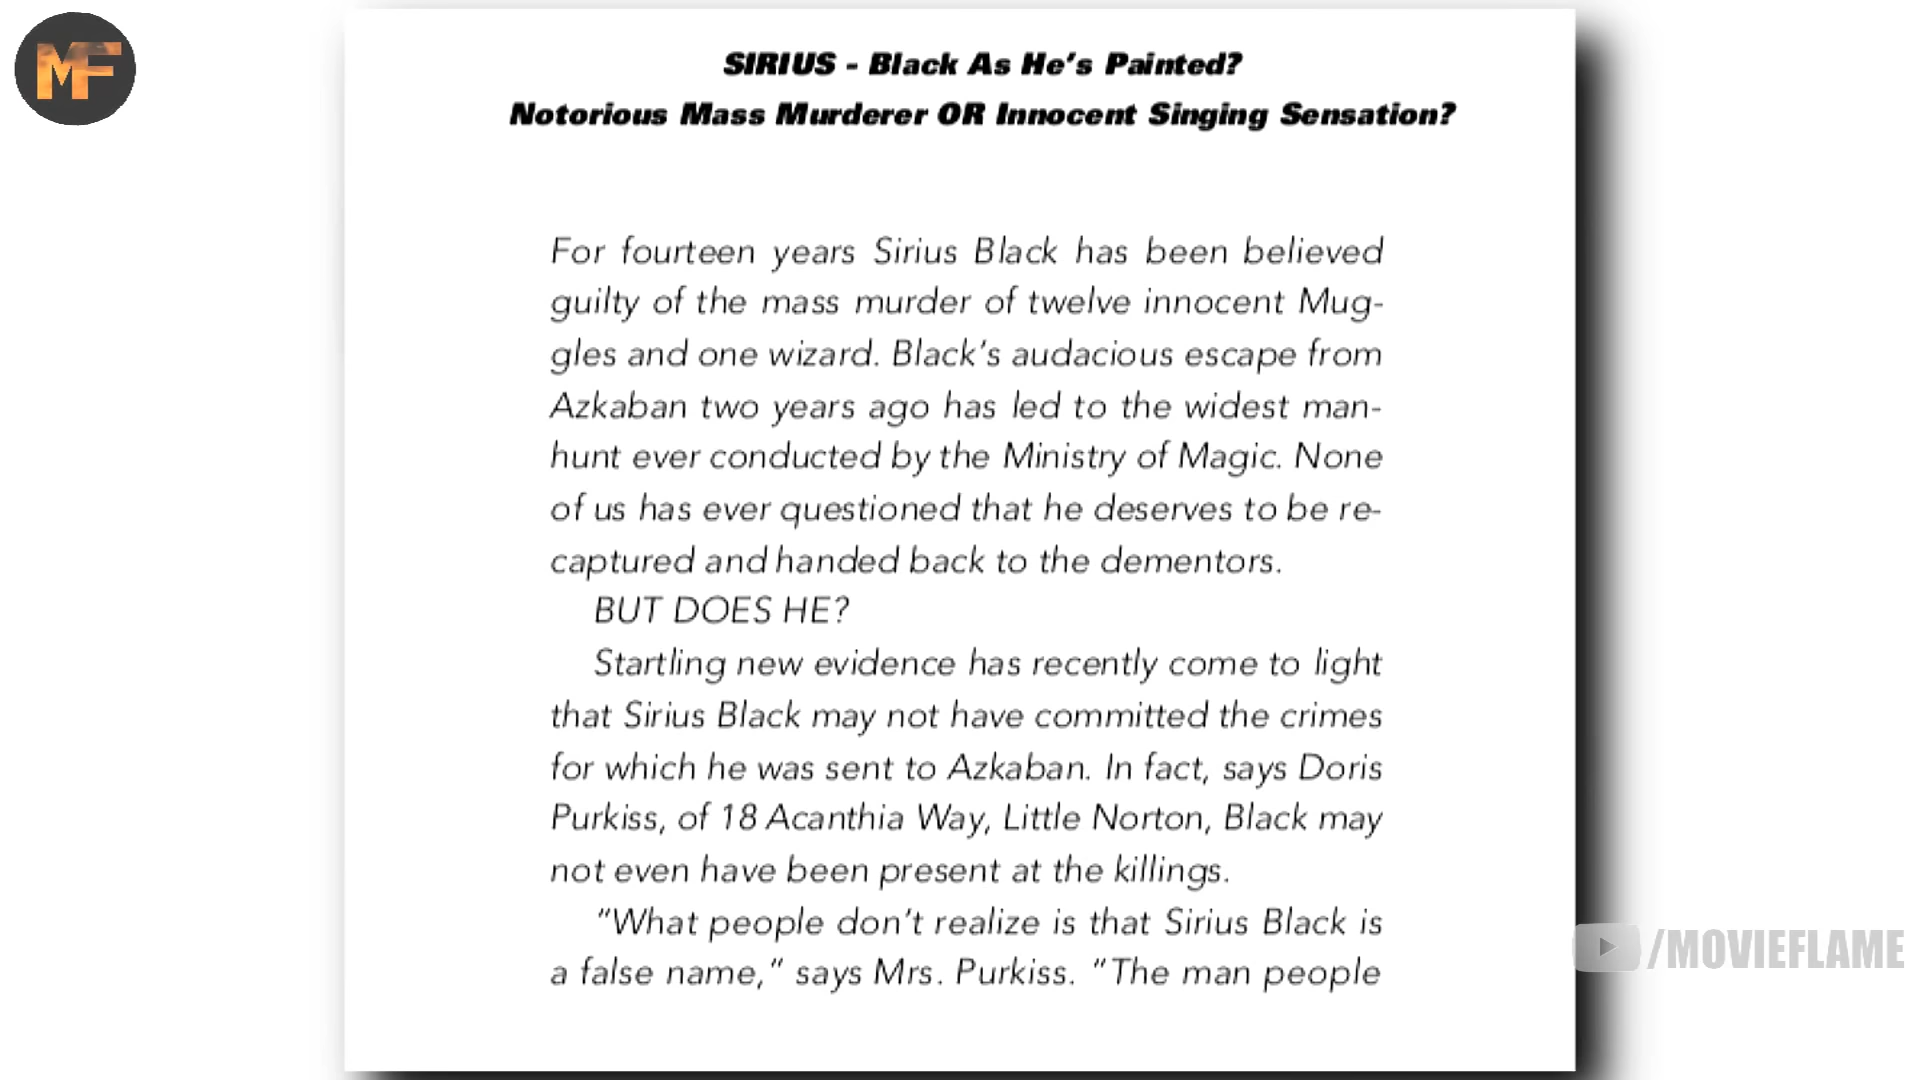 MF
SIRIUS - Black As He's Painted?
Notorious Mass Murderer OR Innocent Singing Sensation?
For fourteen years Sirius Black has been believed
guilty of the mass murder of twelve innocent Mug-
gles and one wizard. Black's audacious escape from
Azkaban two years ago has led to the widest man-
hunt ever conducted by the Ministry of Magic. None
of us has ever questioned that he deserves to be re-
captured and handed back to the dementors.
BUT DOES HE?
Startling new evidence has recently come to light
that Sirius Black may not have committed the crimes
for which he was sent to Azkaban. In fact, says Doris
Purkiss, of 18 Acanthia Way, Little Norton, Black may
not even have been present at the killings.
"What people don't realize is that Sirius Black is
a false name," says Mrs. Purkiss. "The man people
/MOVIEFLAME